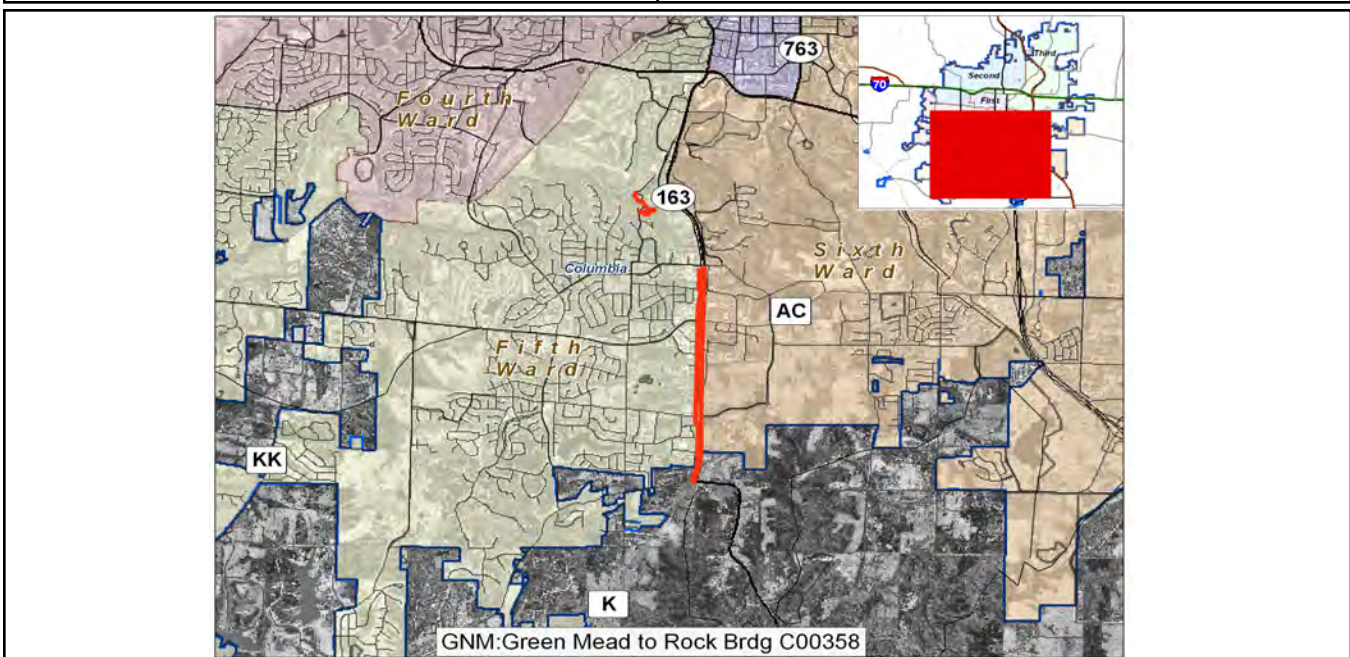 763
Third
Second
70
First
Fourth
Ward
163
Sixth
Ward
Columbia
AC
Fifth
Ward
KK
K
GNM:Green Mead to Rock Brdg C00358